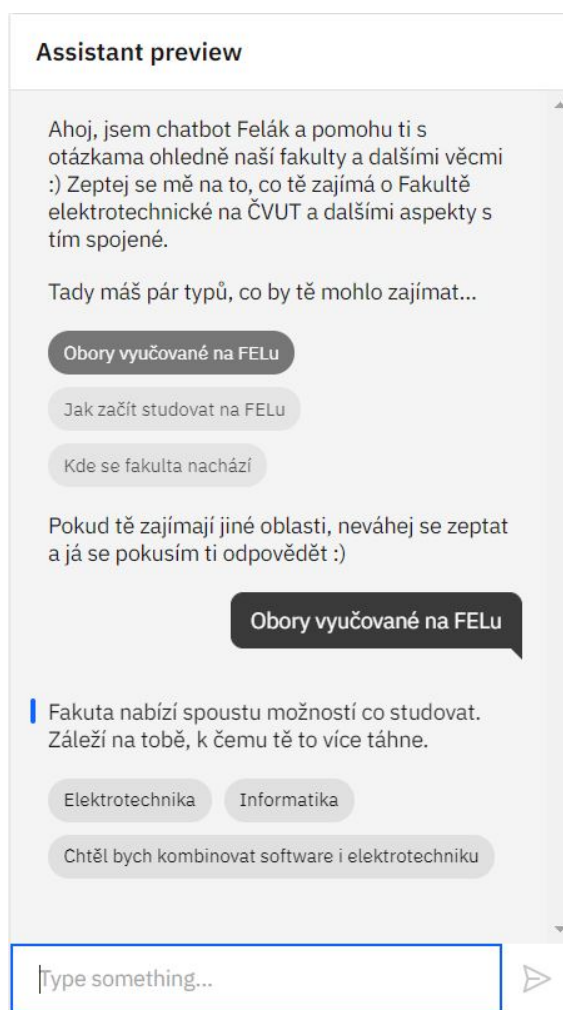 Assistant preview
Ahoj, jsem chatbot Felák a pomohu ti s
otázkama ohledně naší fakulty a dalšími věcmi
:) Zeptej se mě na to, co tě zajímá o Fakultě
elektrotechnické na ČVUT a dalšími aspekty s
tím spojené.
Tady máš pár typů, co by tě mohlo zajímat...
Obory vyučované na FELu
Jak začít studovat na FELu
Kde se fakulta nachází
Pokud tě zajímají jiné oblasti, neváhej se zeptat
a já se pokusím ti odpovědět :)
Obory vyučované na FELu
Fakuta nabízí spoustu možností co studovat.
Záleží na tobě, k čemu tě to více táhne.
Elektrotechnika Informatika
Chtěl bych kombinovat software i elektrotechniku
Type something...